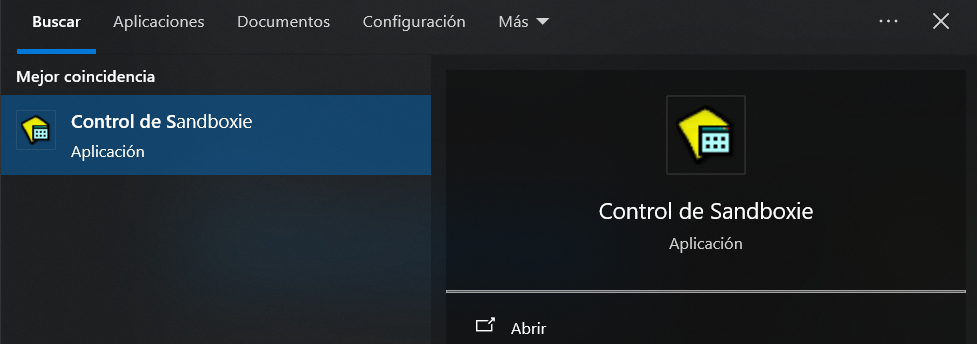 Buscar Aplicaciones Documentos Configuración Más
Mejor coincidencia
Control de Sandboxie
Aplicación
Control de Sandboxie
Aplicación
Abrir